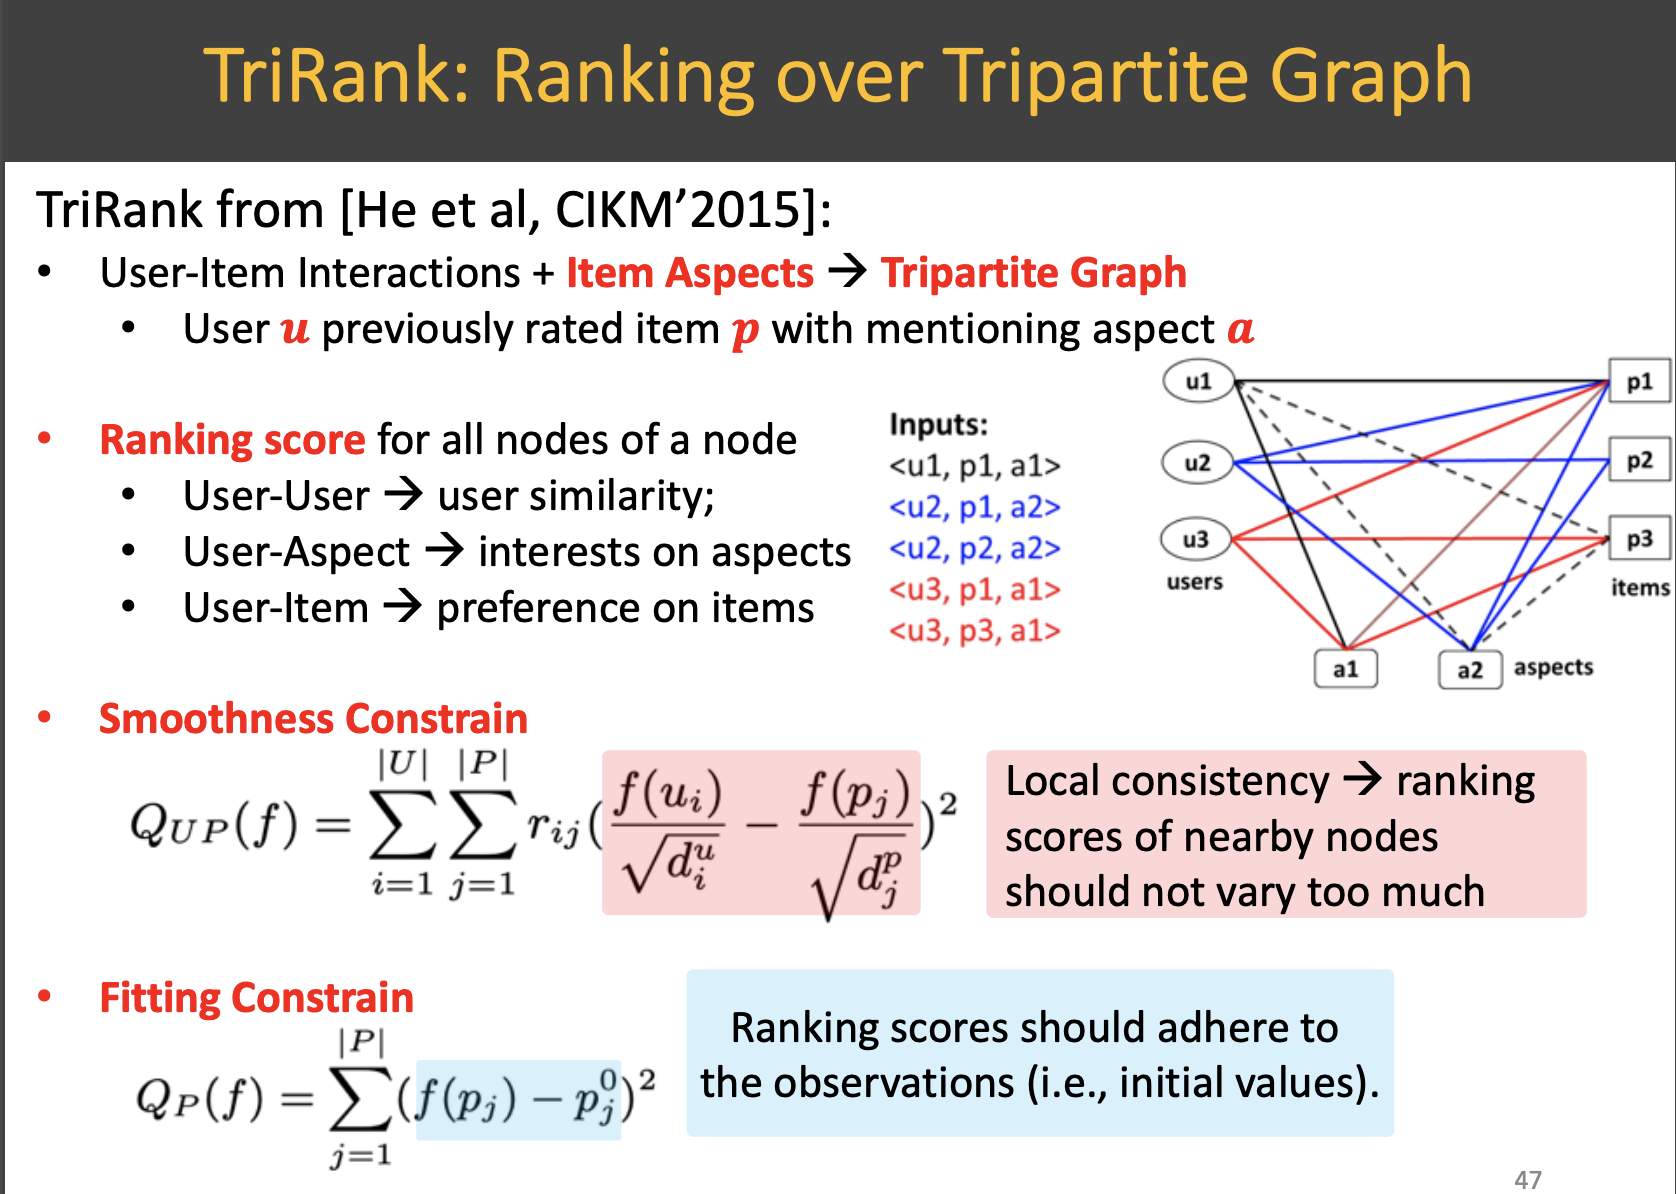 TriRank: Ranking over Tripartite Graph
TriRank from [He et al, CIKM’2015]:
• User-Item Interactions + Item Aspects → Tripartite Graph
• User u previously rated item p with mentioning aspect a
• Ranking score for all nodes of a node
• User-User → user similarity;
• User-Aspect → interests on aspects
• User-Item → preference on items
Inputs:
<u1, p1, a1>
<u2, p1, a2>
<u2, p2, a2>
<u3, p1, a1>
<u3, p3, a1>
u1
p1
u2
p2
u3
p3
users
items
a1
a2
aspects
• Smoothness Constrain
Q_{UP}(f) = \sum_{i=1}^{|U|} \sum_{j=1}^{|P|} r_{ij} ( \frac{f(u_i)}{\sqrt{d_i^u}} - \frac{f(p_j)}{\sqrt{d_j^p}} )^2
Local consistency → ranking
scores of nearby nodes
should not vary too much
• Fitting Constrain
Q_P(f) = \sum_{j=1}^{|P|} (f(p_j) - p_j^0)^2
Ranking scores should adhere to
the observations (i.e., initial values).
47